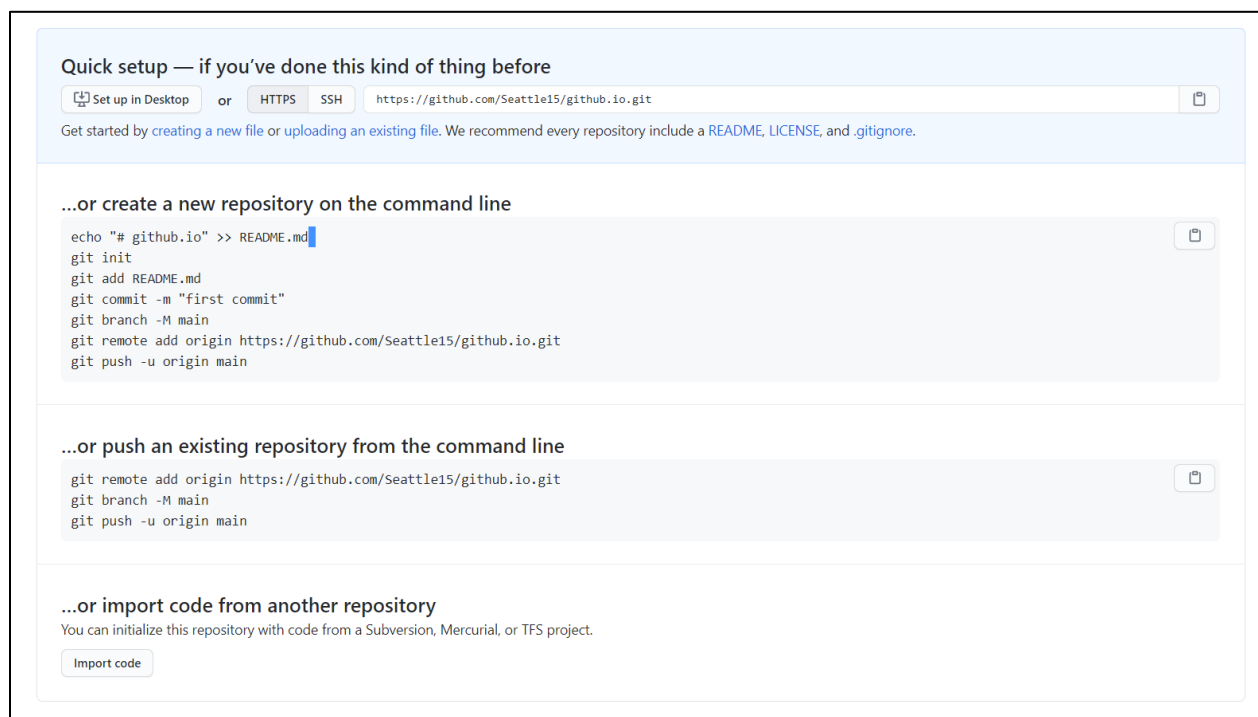 Quick setup — if you’ve done this kind of thing before
Set up in Desktop or HTTPS SSH https://github.com/Seattle15/github.io.git
Get started by creating a new file or uploading an existing file. We recommend every repository include a README, LICENSE, and .gitignore.
...or create a new repository on the command line
echo "# github.io" >> README.md
git init
git add README.md
git commit -m "first commit"
git branch -M main
git remote add origin https://github.com/Seattle15/github.io.git
git push -u origin main
...or push an existing repository from the command line
git remote add origin https://github.com/Seattle15/github.io.git
git branch -M main
git push -u origin main
...or import code from another repository
You can initialize this repository with code from a Subversion, Mercurial, or TFS project.
Import code